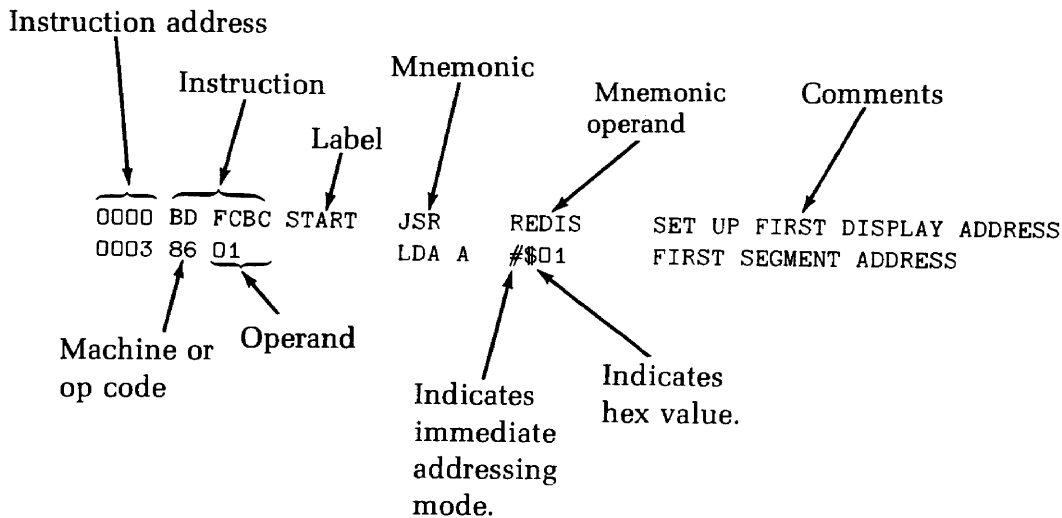 Instruction address
Instruction
Mnemonic
Mnemonic
operand
Comments
Label
0000 BD FCBC START JSR REDIS SET UP FIRST DISPLAY ADDRESS
0003 86 01 LDA A #$01 FIRST SEGMENT ADDRESS
Machine or
op code
Operand
Indicates
immediate
addressing
mode.
Indicates
hex value.